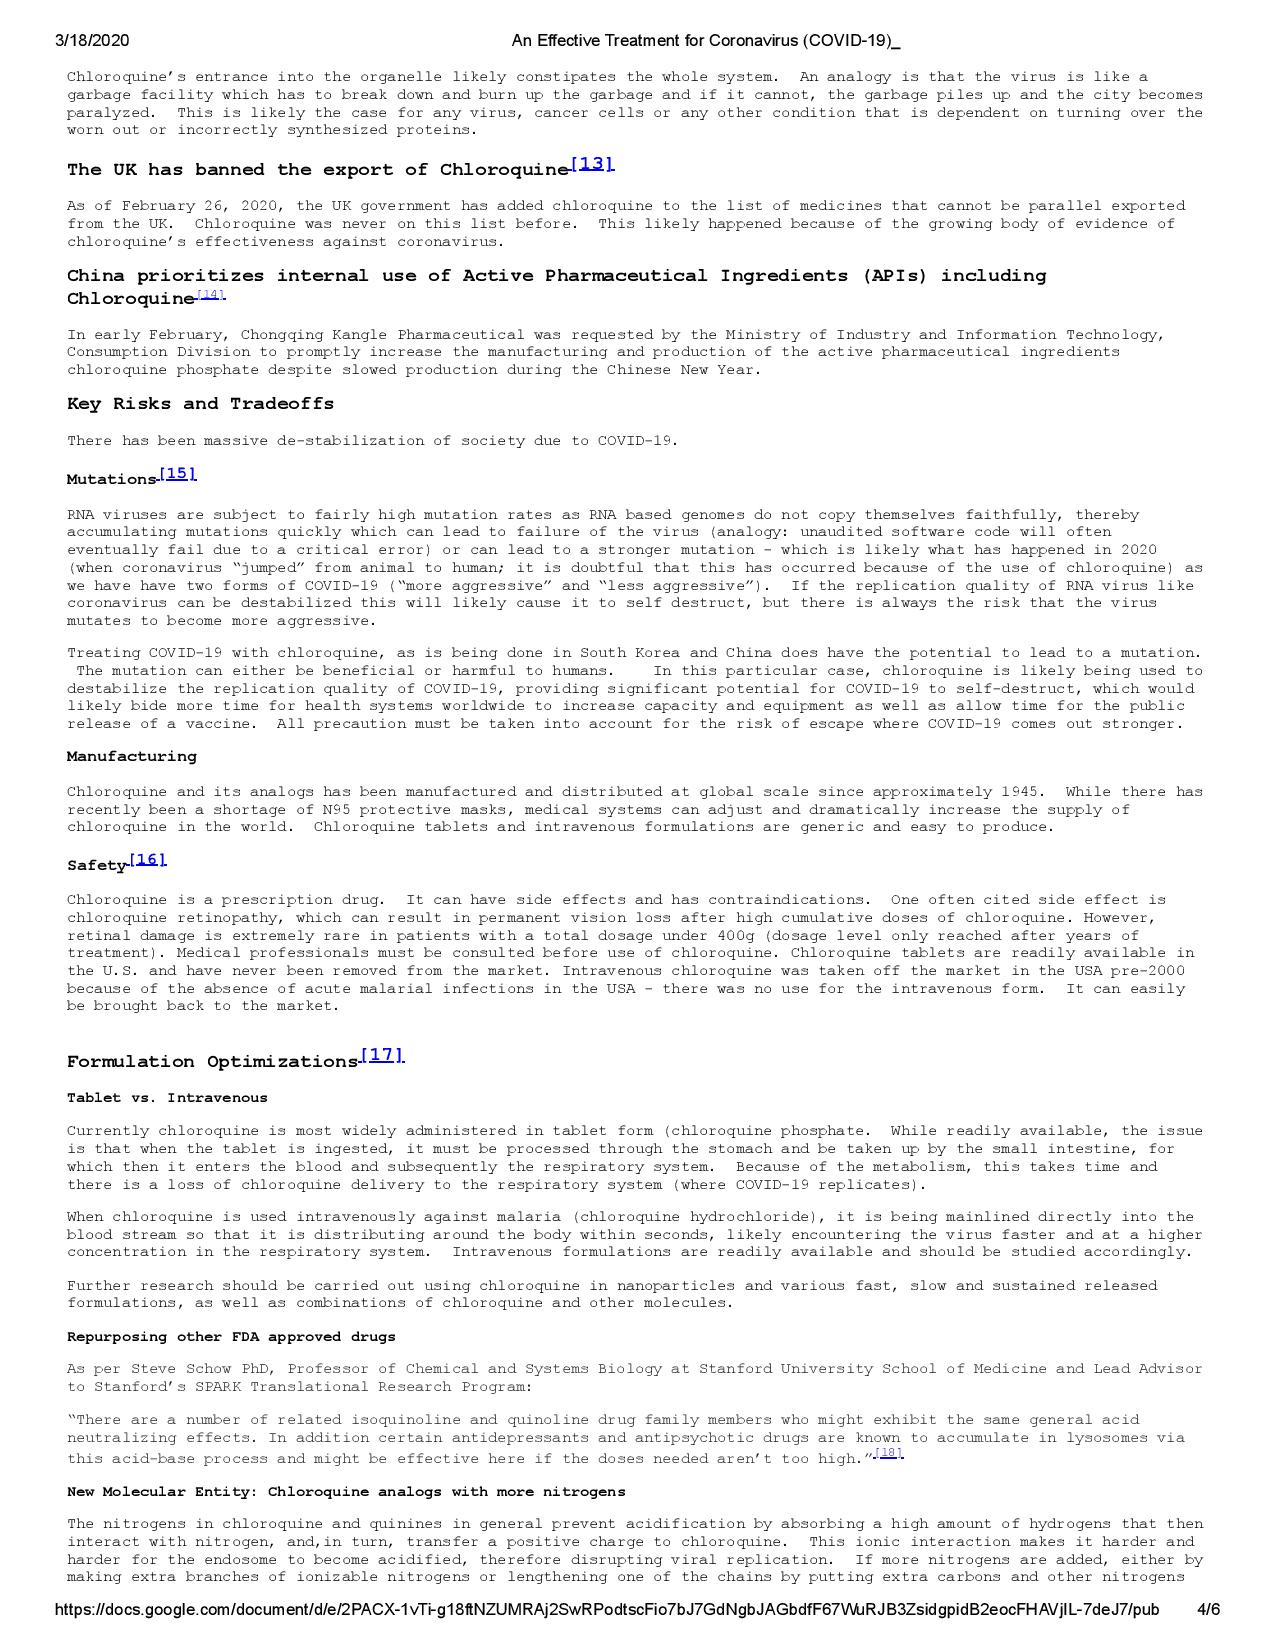 3/18/2020 An Effective Treatment for Coronavirus (COVID-19)_
Chloroquine's entrance into the organelle likely constipates the whole system.  An analogy is that the virus is like a
garbage facility which has to break down and burn up the garbage and if it cannot, the garbage piles up and the city becomes
paralyzed.  This is likely the case for any virus, cancer cells or any other condition that is dependent on turning over the
worn out or incorrectly synthesized proteins.
The UK has banned the export of Chloroquine[13]
As of February 26, 2020, the UK government has added chloroquine to the list of medicines that cannot be parallel exported
from the UK.  Chloroquine was never on this list before.  This likely happened because of the growing body of evidence of
chloroquine's effectiveness against coronavirus.
China prioritizes internal use of Active Pharmaceutical Ingredients (APIs) including
Chloroquine[14]
In early February, Chongqing Kangle Pharmaceutical was requested by the Ministry of Industry and Information Technology,
Consumption Division to promptly increase the manufacturing and production of the active pharmaceutical ingredients
chloroquine phosphate despite slowed production during the Chinese New Year.
Key Risks and Tradeoffs
There has been massive de-stabilization of society due to COVID-19.
Mutations[15]
RNA viruses are subject to fairly high mutation rates as RNA based genomes do not copy themselves faithfully, thereby
accumulating mutations quickly which can lead to failure of the virus (analogy: unaudited software code will often
eventually fail due to a critical error) or can lead to a stronger mutation - which is likely what has happened in 2020
(when coronavirus “jumped” from animal to human; it is doubtful that this has occurred because of the use of chloroquine) as
we have have two forms of COVID-19 (“more aggressive” and “less aggressive”).  If the replication quality of RNA virus like
coronavirus can be destabilized this will likely cause it to self destruct, but there is always the risk that the virus
mutates to become more aggressive.
Treating COVID-19 with chloroquine, as is being done in South Korea and China does have the potential to lead to a mutation.
The mutation can either be beneficial or harmful to humans.    In this particular case, chloroquine is likely being used to
destabilize the replication quality of COVID-19, providing significant potential for COVID-19 to self-destruct, which would
likely bide more time for health systems worldwide to increase capacity and equipment as well as allow time for the public
release of a vaccine.  All precaution must be taken into account for the risk of escape where COVID-19 comes out stronger.
Manufacturing
Chloroquine and its analogs has been manufactured and distributed at global scale since approximately 1945.  While there has
recently been a shortage of N95 protective masks, medical systems can adjust and dramatically increase the supply of
chloroquine in the world.  Chloroquine tablets and intravenous formulations are generic and easy to produce.
Safety[16]
Chloroquine is a prescription drug.  It can have side effects and has contraindications.  One often cited side effect is
chloroquine retinopathy, which can result in permanent vision loss after high cumulative doses of chloroquine. However,
retinal damage is extremely rare in patients with a total dosage under 400g (dosage level only reached after years of
treatment). Medical professionals must be consulted before use of chloroquine. Chloroquine tablets are readily available in
the U.S. and have never been removed from the market. Intravenous chloroquine was taken off the market in the USA pre-2000
because of the absence of acute malarial infections in the USA - there was no use for the intravenous form.  It can easily
be brought back to the market.
Formulation Optimizations[17]
Tablet vs. Intravenous
Currently chloroquine is most widely administered in tablet form (chloroquine phosphate.  While readily available, the issue
is that when the tablet is ingested, it must be processed through the stomach and be taken up by the small intestine, for
which then it enters the blood and subsequently the respiratory system.  Because of the metabolism, this takes time and
there is a loss of chloroquine delivery to the respiratory system (where COVID-19 replicates).
When chloroquine is used intravenously against malaria (chloroquine hydrochloride), it is being mainlined directly into the
blood stream so that it is distributing around the body within seconds, likely encountering the virus faster and at a higher
concentration in the respiratory system.  Intravenous formulations are readily available and should be studied accordingly.
Further research should be carried out using chloroquine in nanoparticles and various fast, slow and sustained released
formulations, as well as combinations of chloroquine and other molecules.
Repurposing other FDA approved drugs
As per Steve Schow PhD, Professor of Chemical and Systems Biology at Stanford University School of Medicine and Lead Advisor
to Stanford's SPARK Translational Research Program:
“There are a number of related isoquinoline and quinoline drug family members who might exhibit the same general acid
neutralizing effects. In addition certain antidepressants and antipsychotic drugs are known to accumulate in lysosomes via
this acid-base process and might be effective here if the doses needed aren't too high.”[18]
New Molecular Entity: Chloroquine analogs with more nitrogens
The nitrogens in chloroquine and quinines in general prevent acidification by absorbing a high amount of hydrogens that then
interact with nitrogen, and,in turn, transfer a positive charge to chloroquine.  This ionic interaction makes it harder and
harder for the endosome to become acidified, therefore disrupting viral replication.  If more nitrogens are added, either by
making extra branches of ionizable nitrogens or lengthening one of the chains by putting extra carbons and other nitrogens
https://docs.google.com/document/d/e/2PACX-1vTi-g18ftNZUMRAj2SwRPodtscFio7bJ7GdNgbJAGbdfF67WuRJB3ZsidgpidB2eocFHAVjIL-7deJ7/pub 4/6